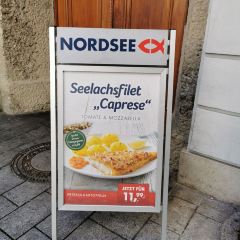 NORDSEE
Seelachsfilet
„Caprese“
TOMATE & MOZZARELLA
JETZT FÜR
11,99